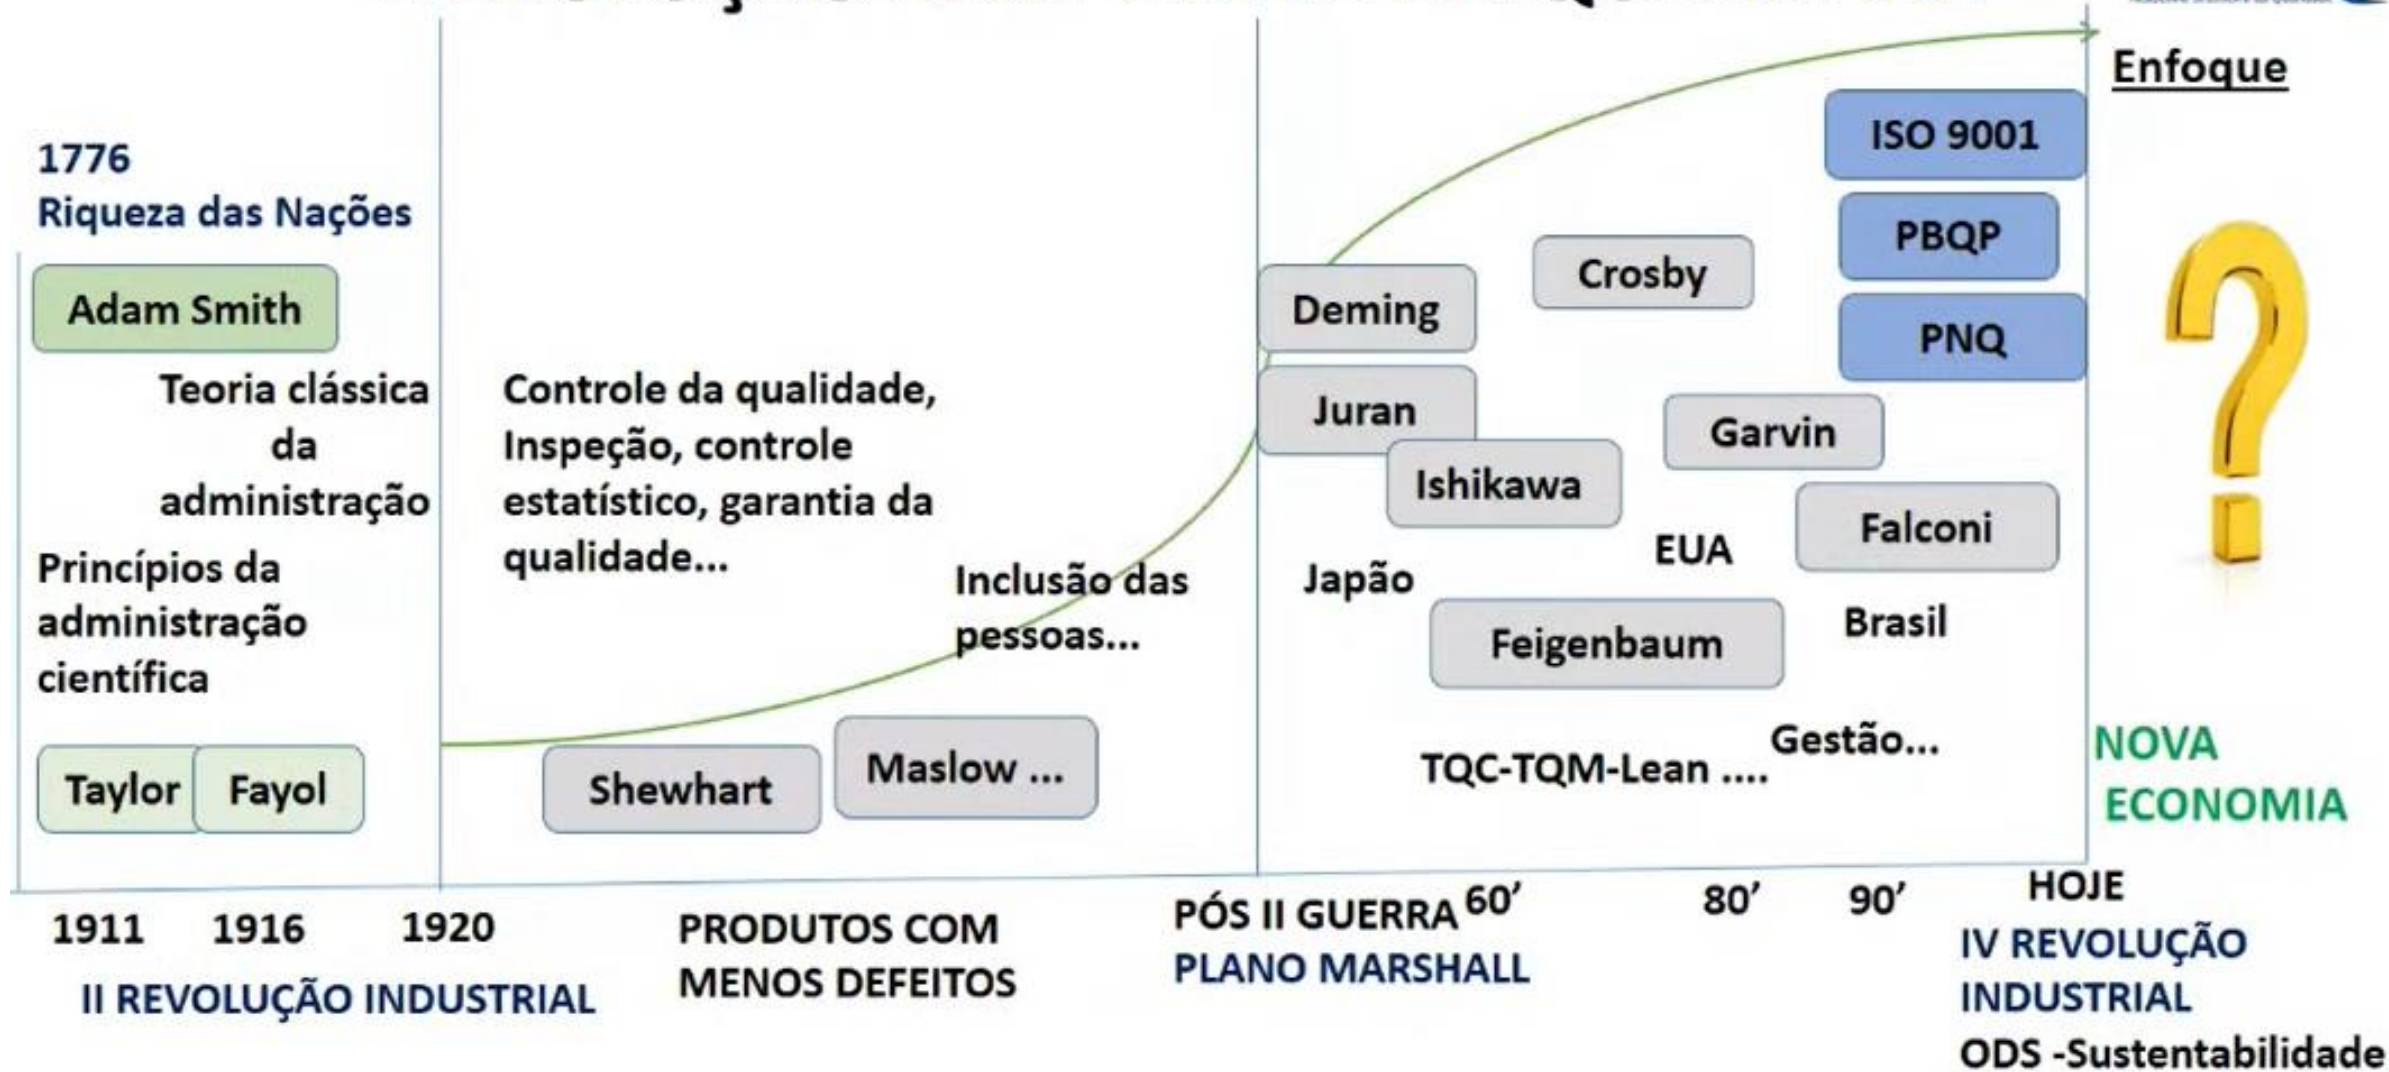 Enfoque
1776
Riqueza das Nações
Adam Smith
Teoria clássica
da
administração
Princípios da
administração
científica
Taylor
Fayol
Controle da qualidade,
Inspeção, controle
estatístico, garantia da
qualidade...
Inclusão das
pessoas...
Shewhart
Maslow ...
Deming
Juran
Ishikawa
Japão
Crosby
Garvin
EUA
Feigenbaum
TQC-TQM-Lean ....
Gestão...
ISO 9001
PBQP
PNQ
Falconi
Brasil
?
NOVA
ECONOMIA
1911
1916
1920
II REVOLUÇÃO INDUSTRIAL
PRODUTOS COM
MENOS DEFEITOS
PÓS II GUERRA
PLANO MARSHALL
60’
80’
90’
HOJE
IV REVOLUÇÃO
INDUSTRIAL
ODS -Sustentabilidade